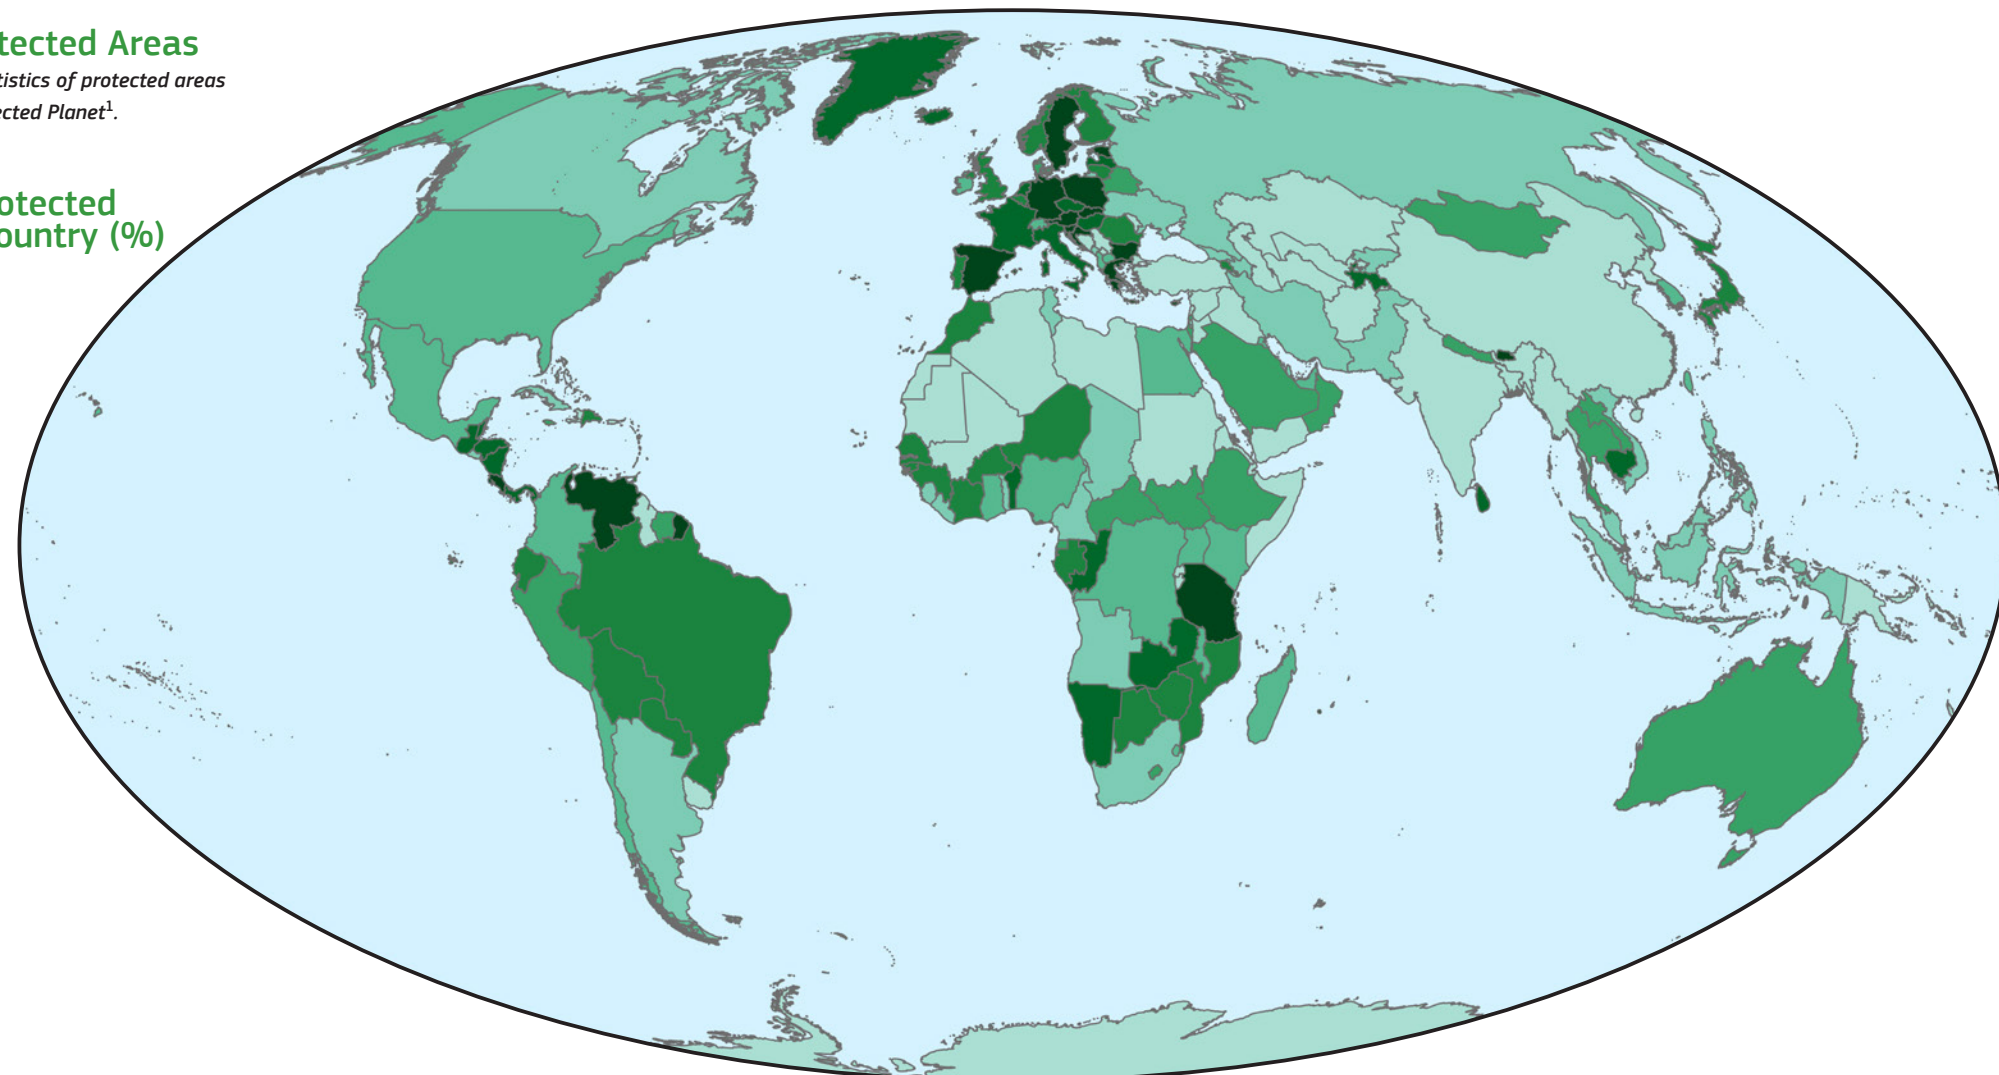 tected Areas
tistics of protected areas
ected Planet¹.
otected
ountry (%)